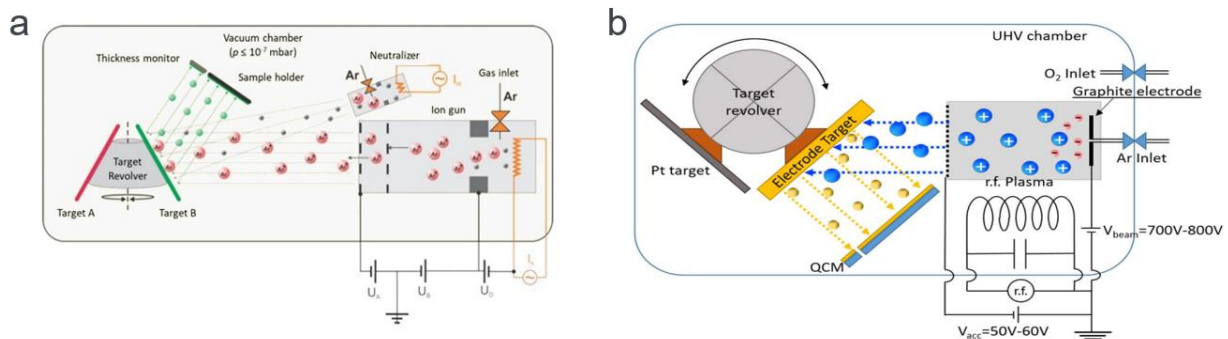 a
Vacuum chamber
(p ≤ 10⁻⁷ mbar)
Thickness monitor
Sample holder
Neutralizer
Ar
Gas inlet
Ar
Ion gun
Target
Revolver
Target A
Target B
U_A
U_B
b
UHV chamber
O₂ Inlet
Graphite electrode
Target
revolver
Electrode Target
Pt target
Ar Inlet
r.f. Plasma
QCM
V_beam=700V-800V
r.f.
V_acc=50V-60V